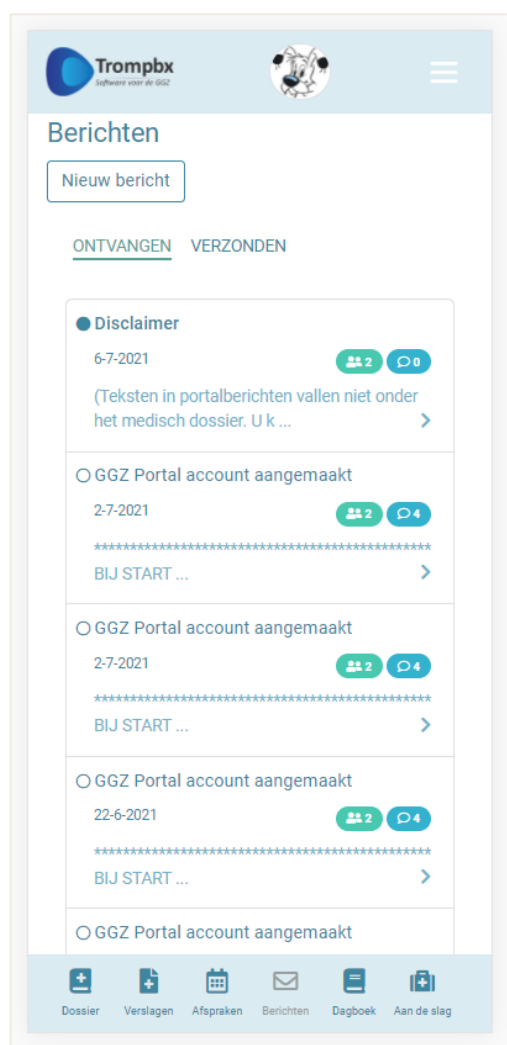 Trompbx
Software voor de GGZ
Berichten
Nieuw bericht
ONTVANGEN VERZONDEN
Disclaimer
6-7-2021 2 0
(Teksten in portalberichten vallen niet onder
het medisch dossier. U k ...
GGZ Portal account aangemaakt
2-7-2021 2 4
***********************************************
BIJ START ...
GGZ Portal account aangemaakt
2-7-2021 2 4
***********************************************
BIJ START ...
GGZ Portal account aangemaakt
22-6-2021 2 4
***********************************************
BIJ START ...
GGZ Portal account aangemaakt
Dossier Verslagen Afspraken Berichten Dagboek Aan de slag